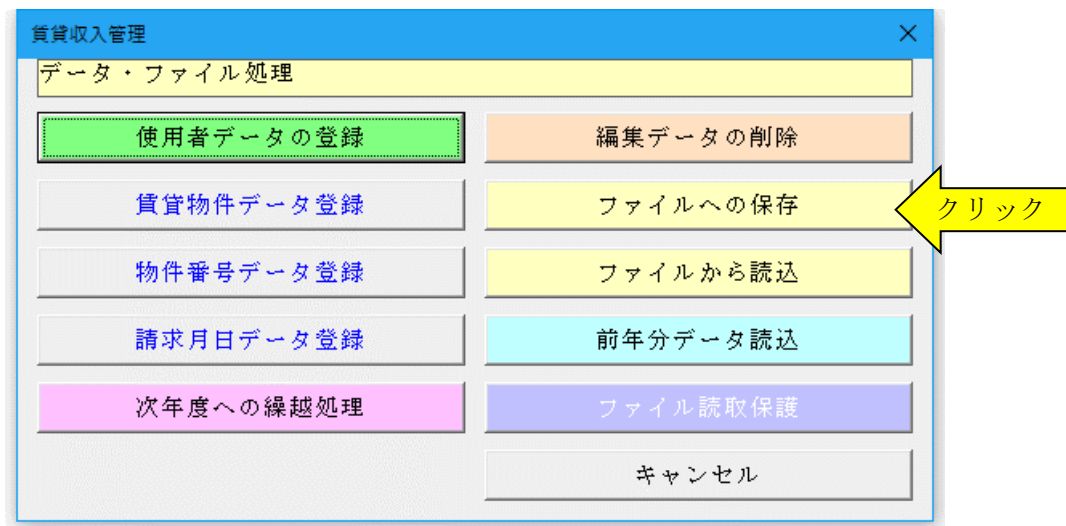 賃貸収入管理
データ・ファイル処理
使用者データの登録
編集データの削除
賃貸物件データ登録
ファイルへの保存
クリック
物件番号データ登録
ファイルから読込
請求月日データ登録
前年分データ読込
次年度への繰越処理
ファイル読取保護
キャンセル